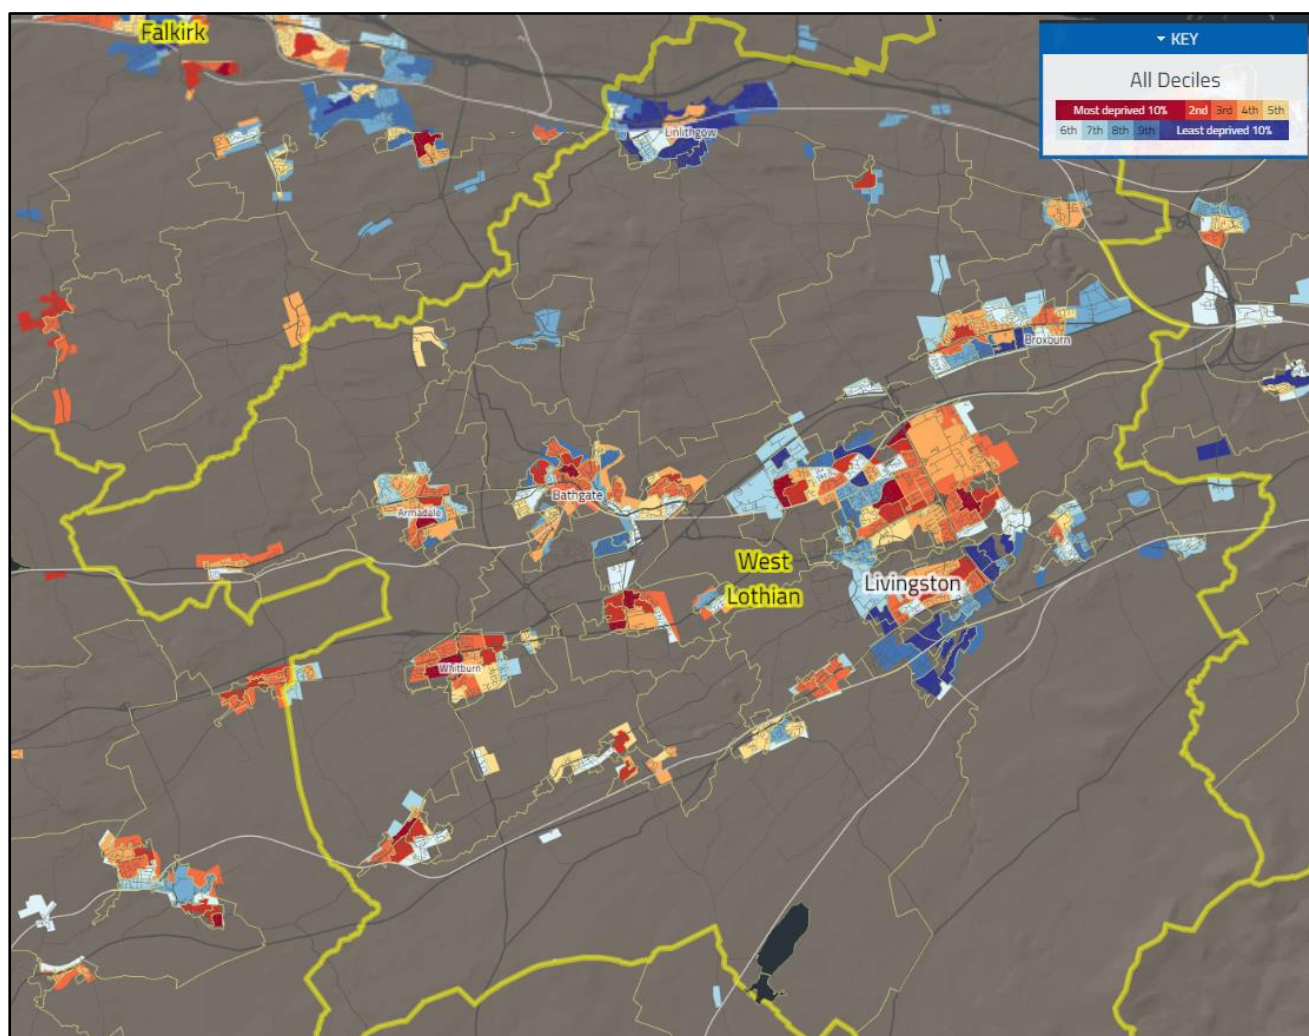 Falkirk
KEY
All Deciles
Most deprived 10% 2nd 3rd 4th 5th
6th 7th 8th 9th Least deprived 10%
Linlithgow
Broxburn
Bathgate
Armadale
West
Lothian
Livingston
Whitburn